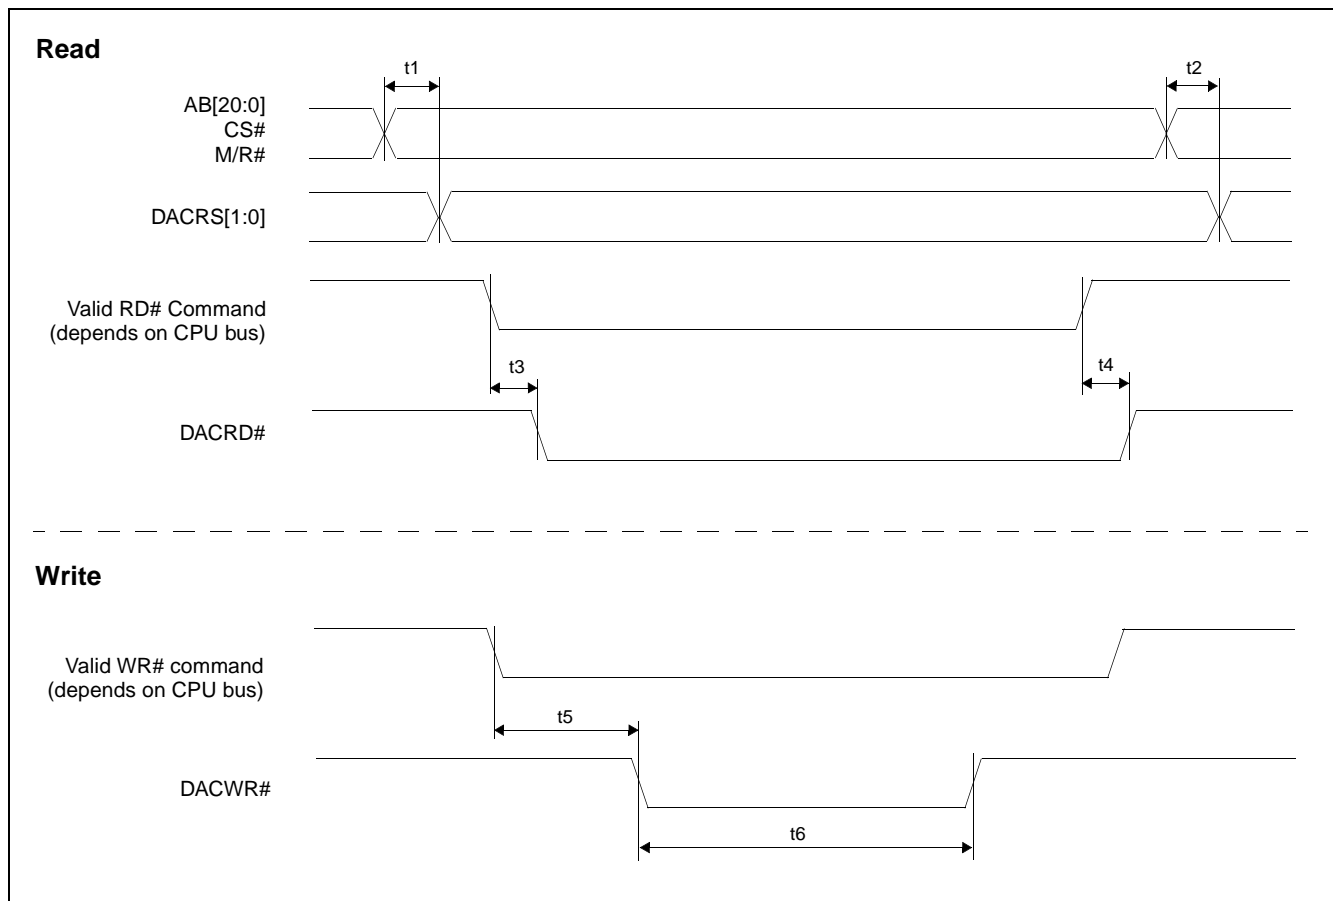 Read
t1
t2
AB[20:0]
CS#
M/R#
DACRS[1:0]
Valid RD# Command
(depends on CPU bus)
t3
t4
DACRD#
Write
Valid WR# command
(depends on CPU bus)
t5
DACWR#
t6